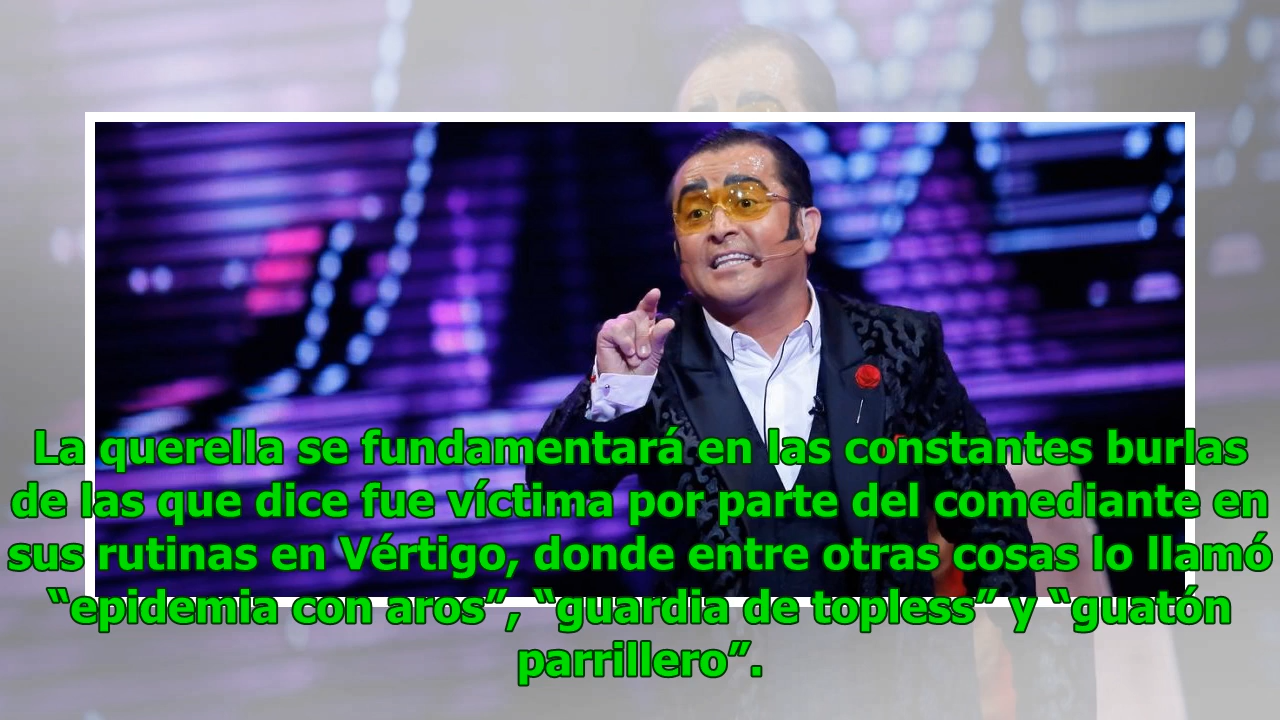 La querella se fundamentará en las constantes burlas
de las que dice fue víctima por parte del comediante en
sus rutinas en Vértigo, donde entre otras cosas lo llamó
“epidemia con aros”, “guardia de topless” y “guatón
parrillero”.